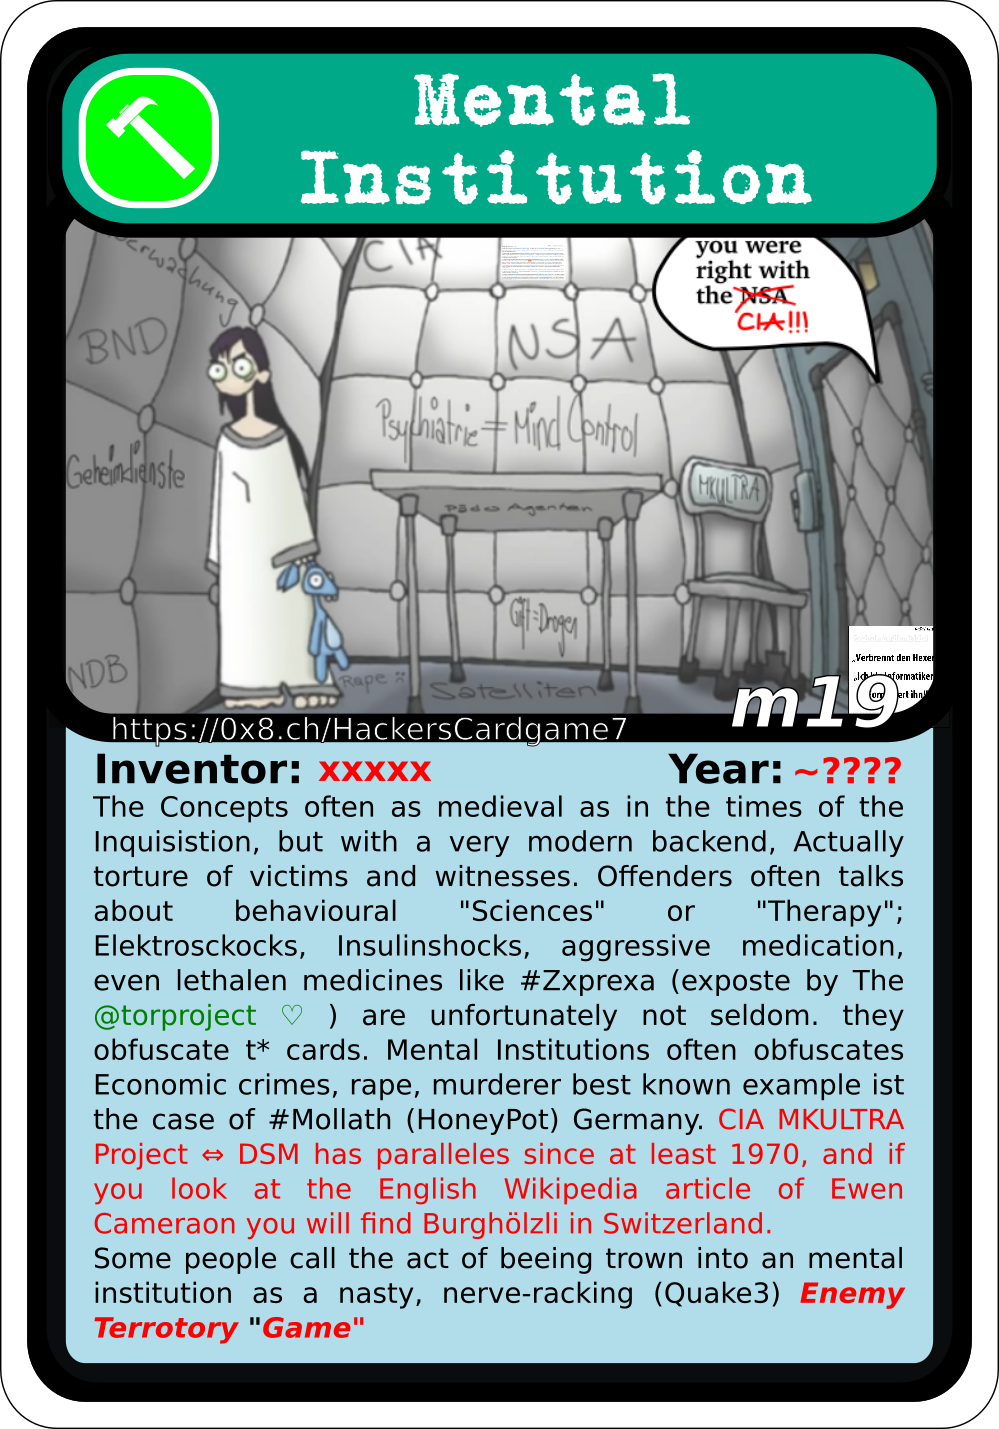 Mental
Institution
CIA
you were
right with
the NSA
CIA!!!
BND
NSA
Psychiatrie = Mind Control
Geheimdienste
MKULTRA
Pädo Agenten
Gift=Drogen
„Verbrennt den Hexer
NDB
Rape :(
Satelliten
m19
https://0x8.ch/HackersCardgame7
Inventor: xxxxx Year: ~????
The Concepts often as medieval as in the times of the
Inquisistion, but with a very modern backend, Actually
torture of victims and witnesses. Offenders often talks
about behavioural "Sciences" or "Therapy";
Elektrosckocks, Insulinshocks, aggressive medication,
even lethalen medicines like #Zxprexa (exposte by The
@torproject ♡ ) are unfortunately not seldom. they
obfuscate t* cards. Mental Institutions often obfuscates
Economic crimes, rape, murderer best known example ist
the case of #Mollath (HoneyPot) Germany. CIA MKULTRA
Project ⇔ DSM has paralleles since at least 1970, and if
you look at the English Wikipedia article of Ewen
Cameraon you will find Burghölzli in Switzerland.
Some people call the act of beeing trown into an mental
institution as a nasty, nerve-racking (Quake3) Enemy
Terrotory "Game"